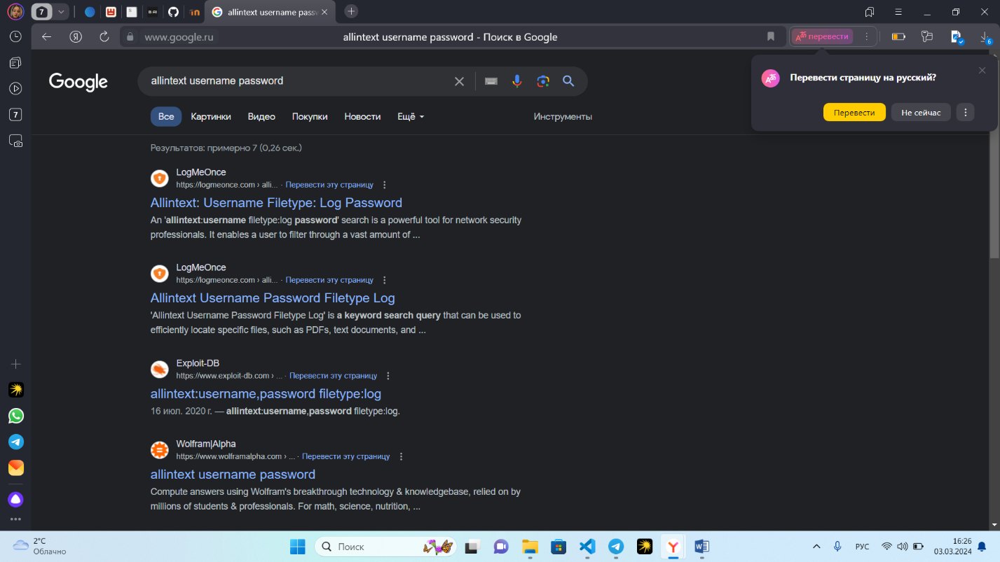 7
allintext username passw
www.google.ru
allintext username password - Поиск в Google
перевести
6
7
Перевести страницу на русский?
Перевести
Не сейчас
Google
allintext username password
Все
Картинки
Видео
Покупки
Новости
Ещё
Инструменты
Результатов: примерно 7 (0,26 сек.)
LogMeOnce
https://logmeonce.com › alli... · Перевести эту страницу
Allintext: Username Filetype: Log Password
An 'allintext:username filetype:log password' search is a powerful tool for network security
professionals. It enables a user to filter through a vast amount of ...
LogMeOnce
https://logmeonce.com › alli... · Перевести эту страницу
Allintext Username Password Filetype Log
'Allintext Username Password Filetype Log' is a keyword search query that can be used to
efficiently locate specific files, such as PDFs, text documents, and ...
Exploit-DB
https://www.exploit-db.com › ... · Перевести эту страницу
allintext:username,password filetype:log
16 июл. 2020 г. — allintext:username,password filetype:log.
Wolfram|Alpha
https://www.wolframalpha.com › ... · Перевести эту страницу
allintext username password
Compute answers using Wolfram's breakthrough technology & knowledgebase, relied on by
millions of students & professionals. For math, science, nutrition, ...
2°C
Облачно
Поиск
РУС
16:26
03.03.2024